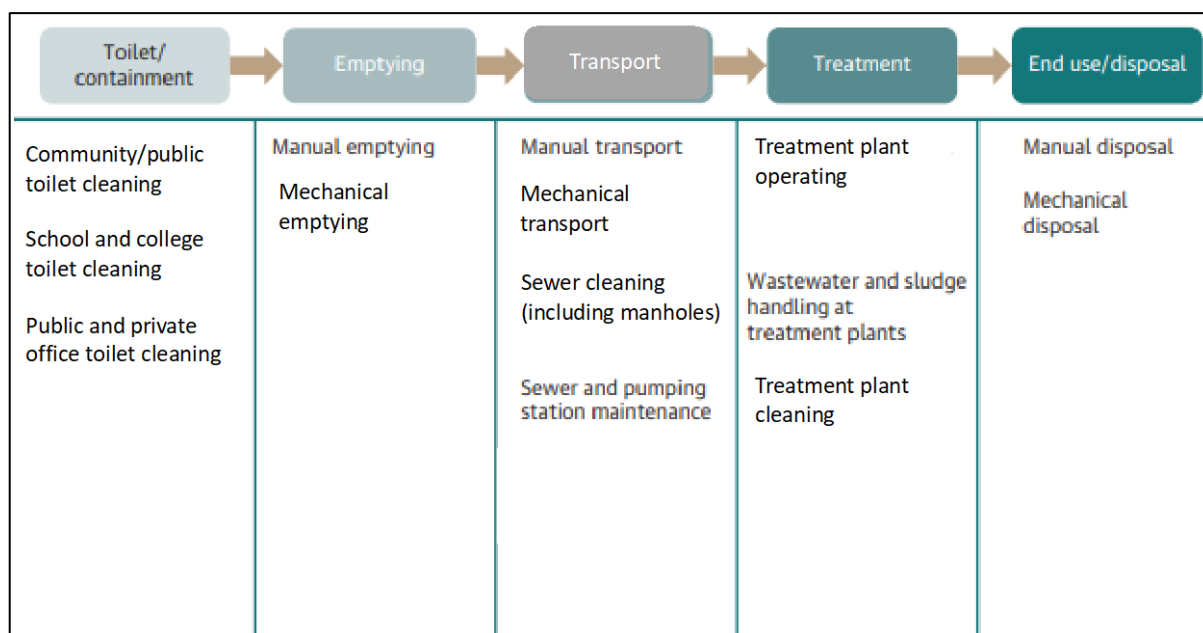 Toilet/
containment
Emptying
Transport
Treatment
End use/disposal
Community/public
toilet cleaning
School and college
toilet cleaning
Public and private
office toilet cleaning
Manual emptying
Mechanical
emptying
Manual transport
Mechanical
transport
Sewer cleaning
(including manholes)
Sewer and pumping
station maintenance
Treatment plant
operating
Wastewater and sludge
handling at
treatment plants
Treatment plant
cleaning
Manual disposal
Mechanical
disposal